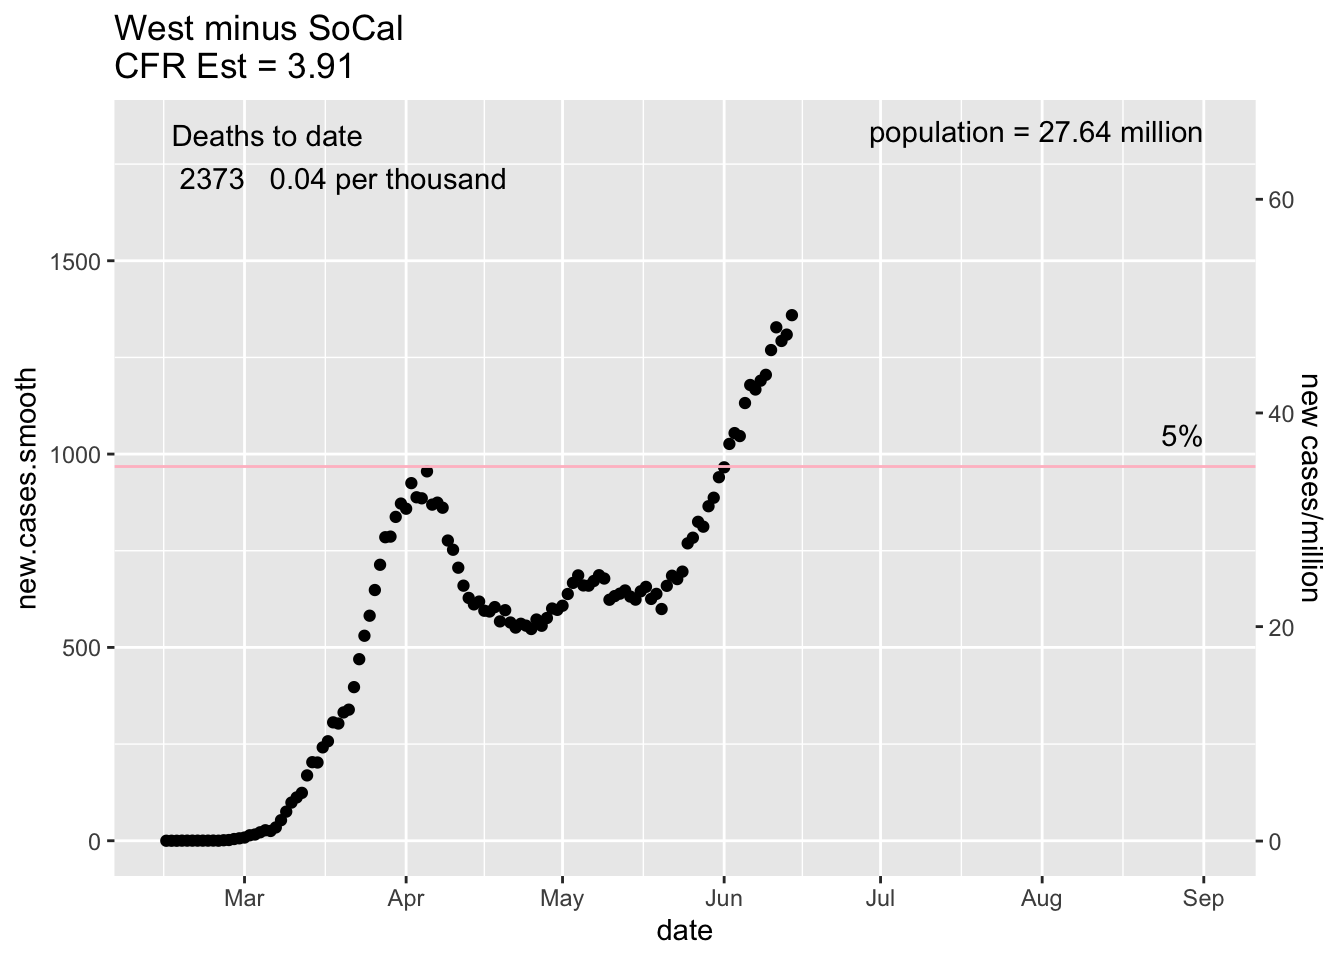 West minus SoCal
CFR Est = 3.91
Deaths to date
2373 0.04 per thousand
population = 27.64 million
5%
new.cases.smooth
1500
1000
500
0
new cases/million
60
40
20
0
Mar Apr May Jun Jul Aug Sep
date